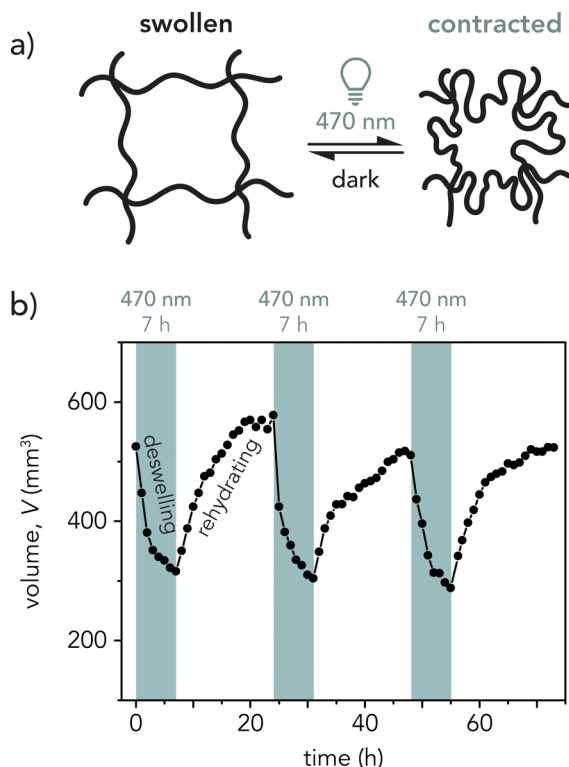 a)
swollen
contracted
470 nm
dark
b)
470 nm 470 nm 470 nm
7 h 7 h 7 h
volume, V (mm³)
600
400
200
deswelling
rehydrating
0 20 40 60
time (h)